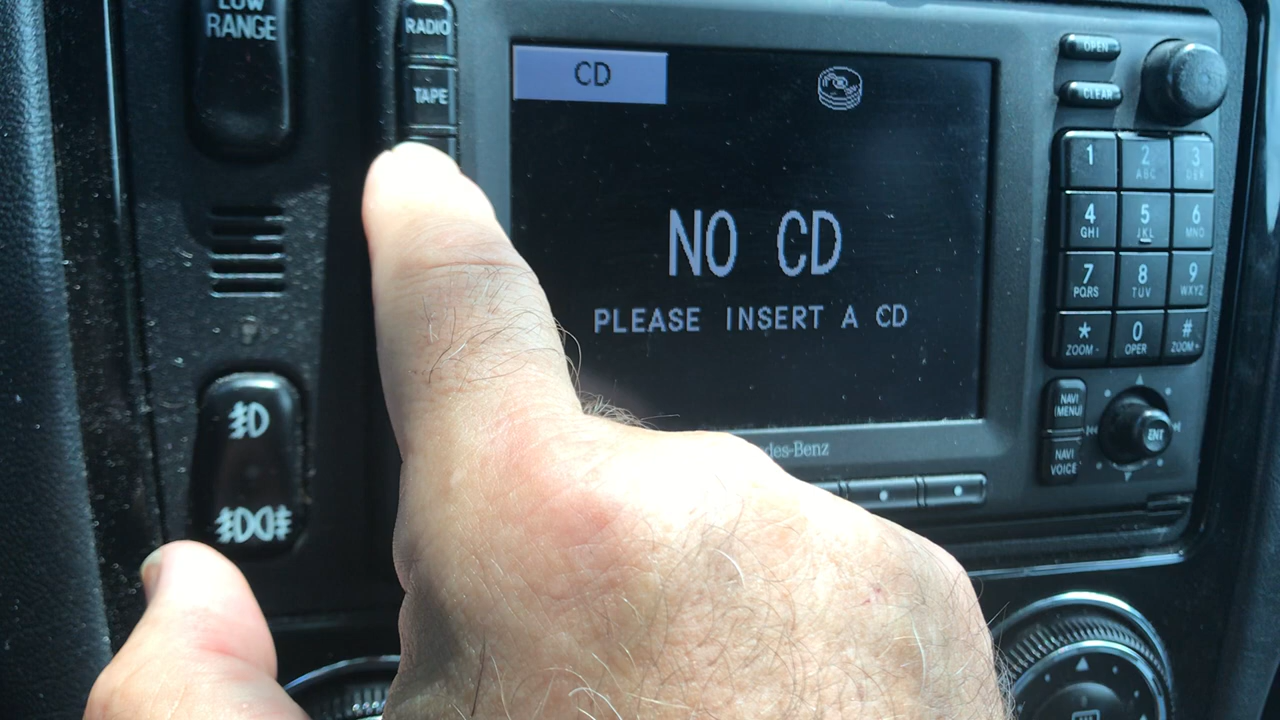 LOW
RANGE
RADIO
TAPE
CD
NO CD
PLEASE INSERT A CD
des-Benz
OPEN
CLEAR
1
2
ABC
3
DEF
4
GHI
5
JKL
6
MNO
7
PQRS
8
TUV
9
WXYZ
*
ZOOM -
0
OPER
#
ZOOM +
NAVI
(MENU)
NAVI
VOICE
ENT